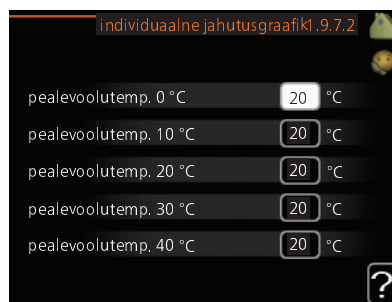 individuaalne jahutusgraafik1.9.7.2
pealevoolutemp. 0 °C 20 °C
pealevoolutemp. 10 °C 20 °C
pealevoolutemp. 20 °C 20 °C
pealevoolutemp. 30 °C 20 °C
pealevoolutemp. 40 °C 20 °C
?